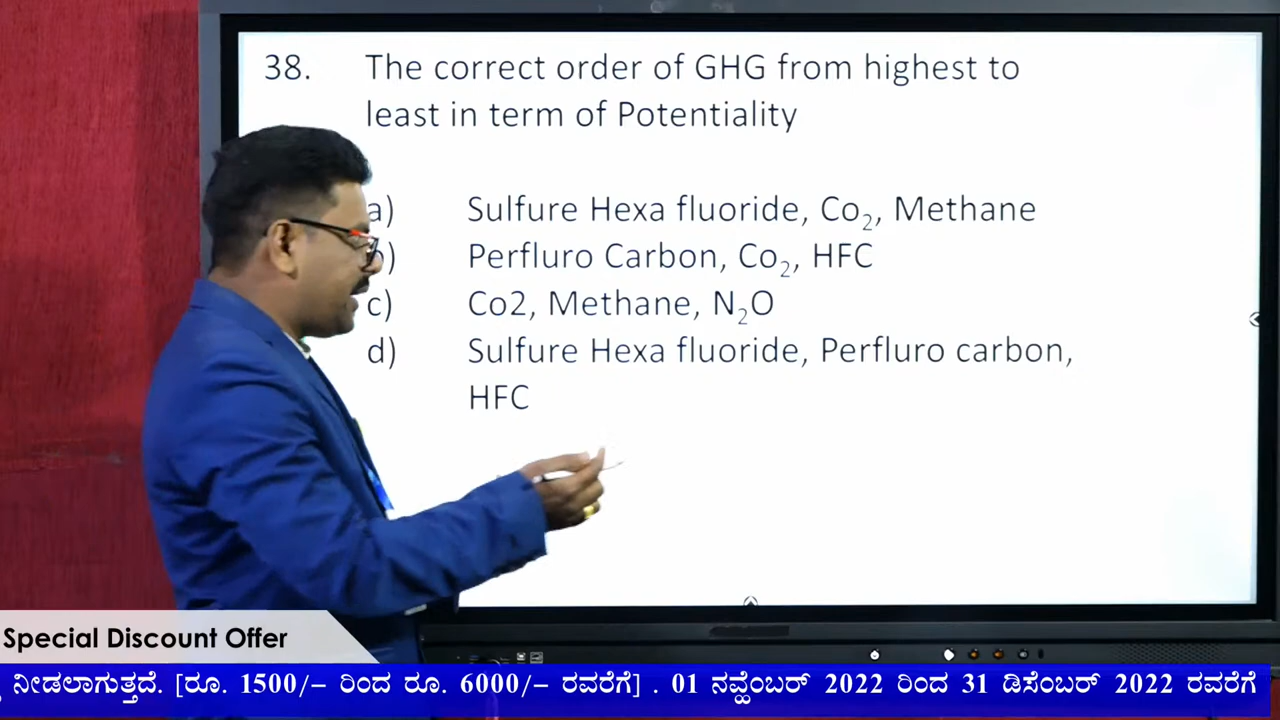 38. The correct order of GHG from highest to
least in term of Potentiality
a) Sulfure Hexa fluoride, Co₂, Methane
b) Perfluro Carbon, Co₂, HFC
c) Co2, Methane, N₂O
d) Sulfure Hexa fluoride, Perfluro carbon,
HFC
Special Discount Offer
ನೀಡಲಾಗುತ್ತದೆ. [ರೂ. 1500/– ರಿಂದ ರೂ. 6000/– ರವರೆಗೆ] . 01 ನವ್ಹೆಂಬರ್ 2022 ರಿಂದ 31 ಡಿಸೆಂಬರ್ 2022 ರವರೆಗೆ